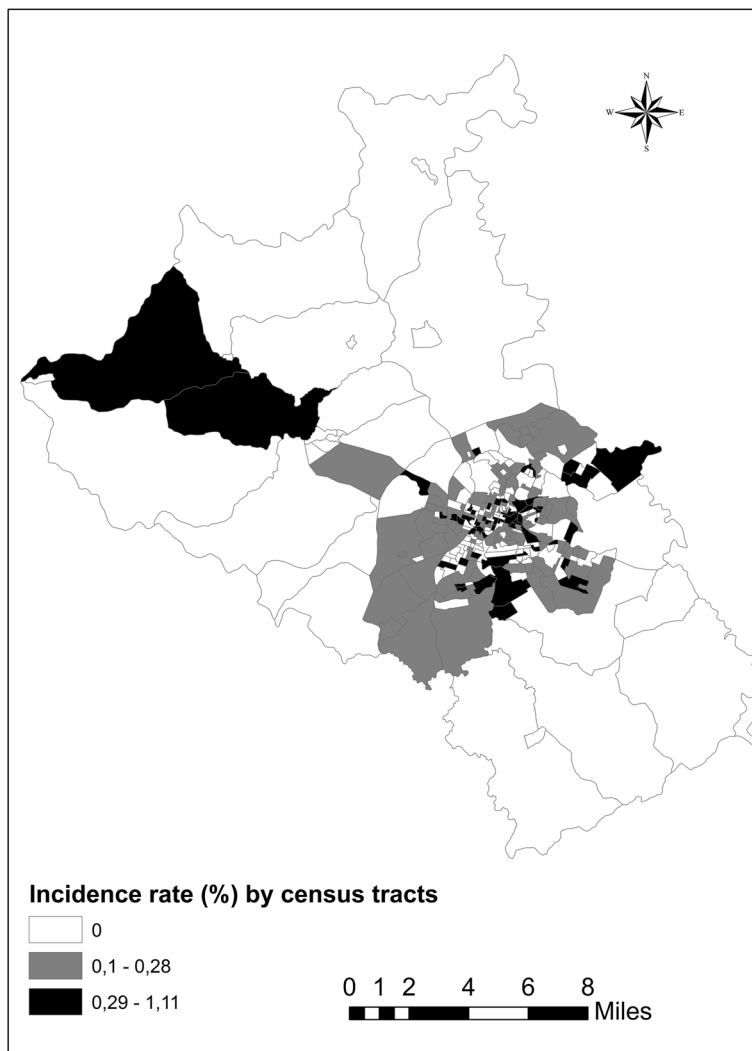 N
W E
S
Incidence rate (%) by census tracts
0
0,1 - 0,28
0,29 - 1,11
0 1 2 4 6 8
Miles